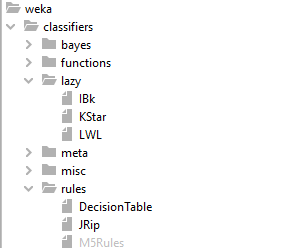 weka
classifiers
bayes
functions
lazy
IBk
KStar
LWL
meta
misc
rules
DecisionTable
JRip
M5Rules